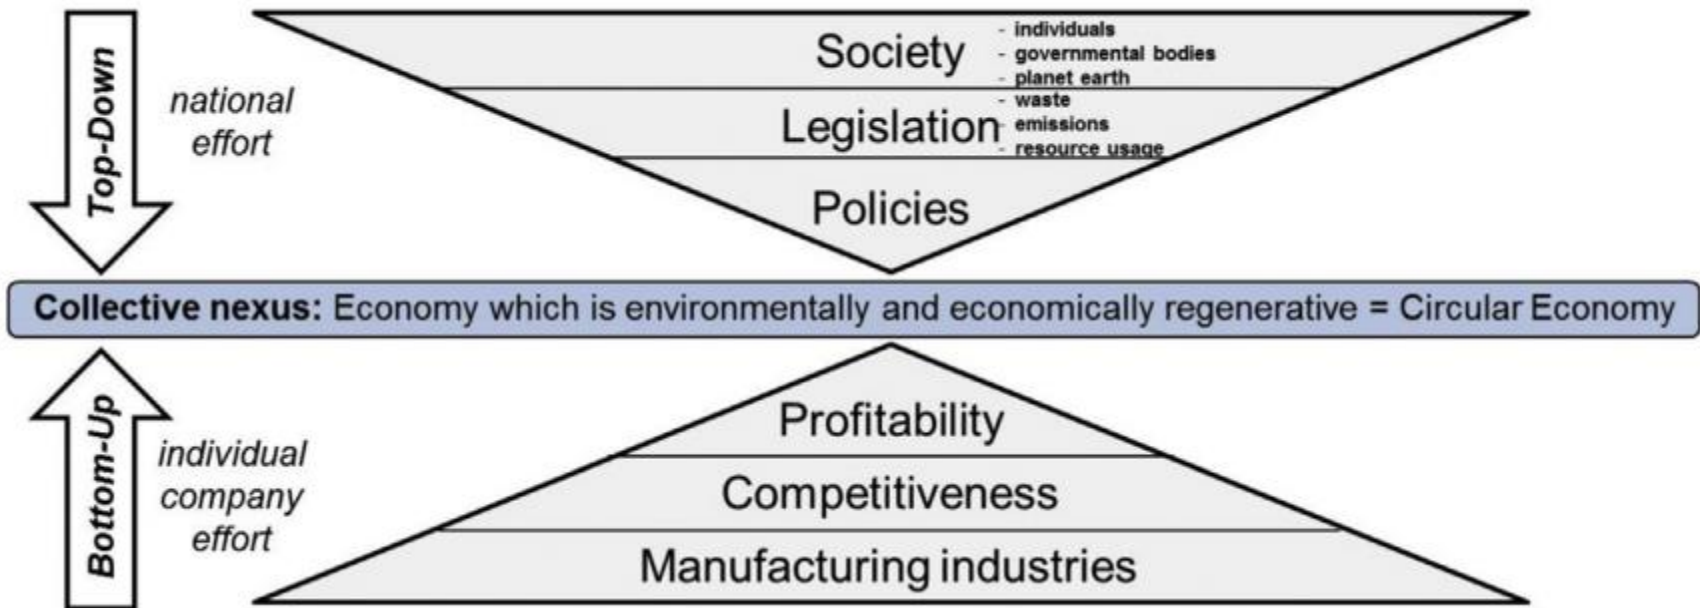 Top-Down
national
effort
Society
- individuals
- governmental bodies
- planet earth
Legislation
- waste
- emissions
- resource usage
Policies
Collective nexus: Economy which is environmentally and economically regenerative = Circular Economy
Bottom-Up
individual
company
effort
Profitability
Competitiveness
Manufacturing industries